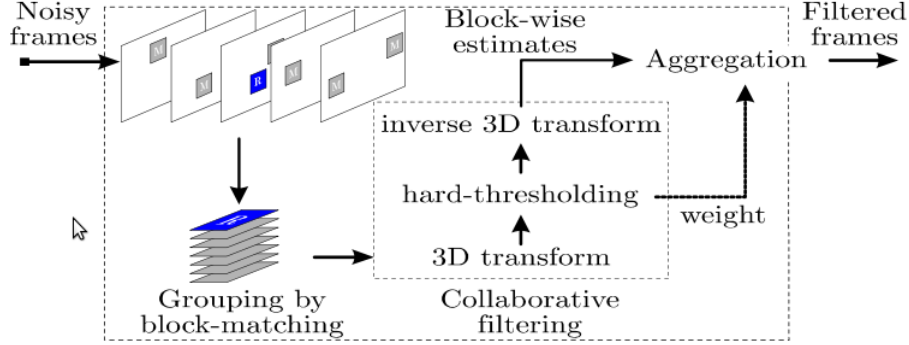 Noisy
frames
Block-wise
estimates
Filtered
frames
M
M
R
M
M
M
Aggregation
inverse 3D transform
hard-thresholding
weight
3D transform
Grouping by
block-matching
Collaborative
filtering